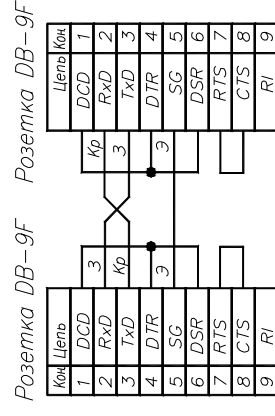 Розетка DB-9F
Кон Цепь
1 DCD
2 RxD
3 TxD
4 DTR
5 SG
6 DSR
7 RTS
8 CTS
9 RI
З
Кр
Э
Розетка DB-9F
Цепь Кон
DCD 1
RxD 2
TxD 3
DTR 4
SG 5
DSR 6
RTS 7
CTS 8
RI 9
Кр
З
Э